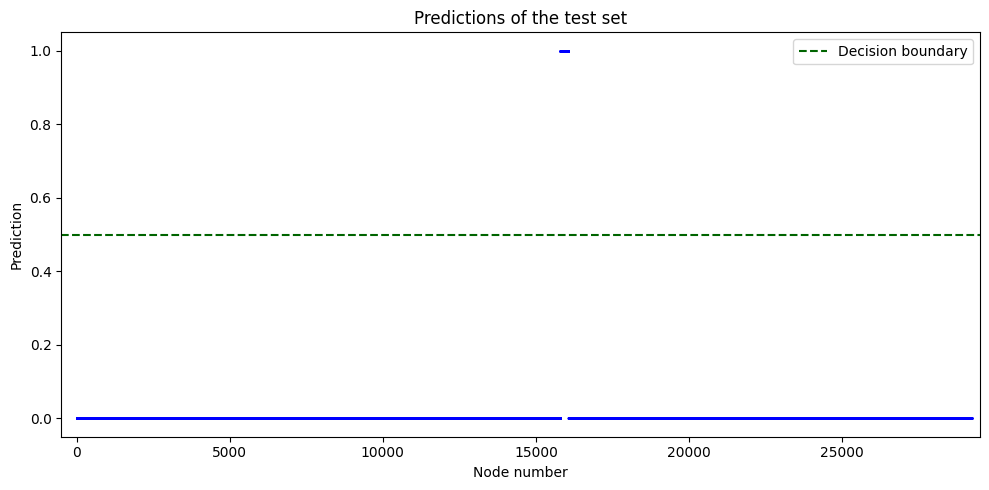 Predictions of the test set
Decision boundary
Prediction
1.0
0.8
0.6
0.4
0.2
0.0
0 5000 10000 15000 20000 25000
Node number